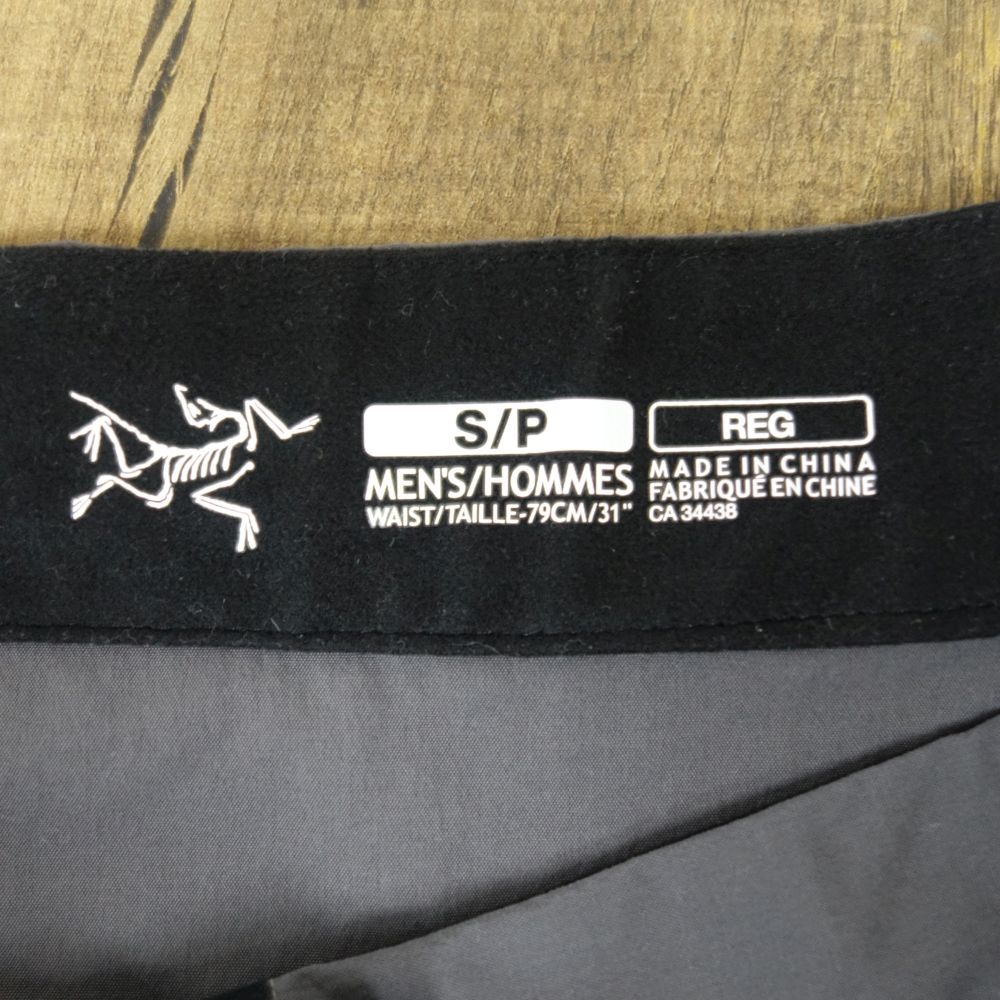 S/P
MEN'S/HOMMES
WAIST/TAILLE-79CM/31"
REG
MADE IN CHINA
FABRIQUÉ EN CHINE
CA 34438